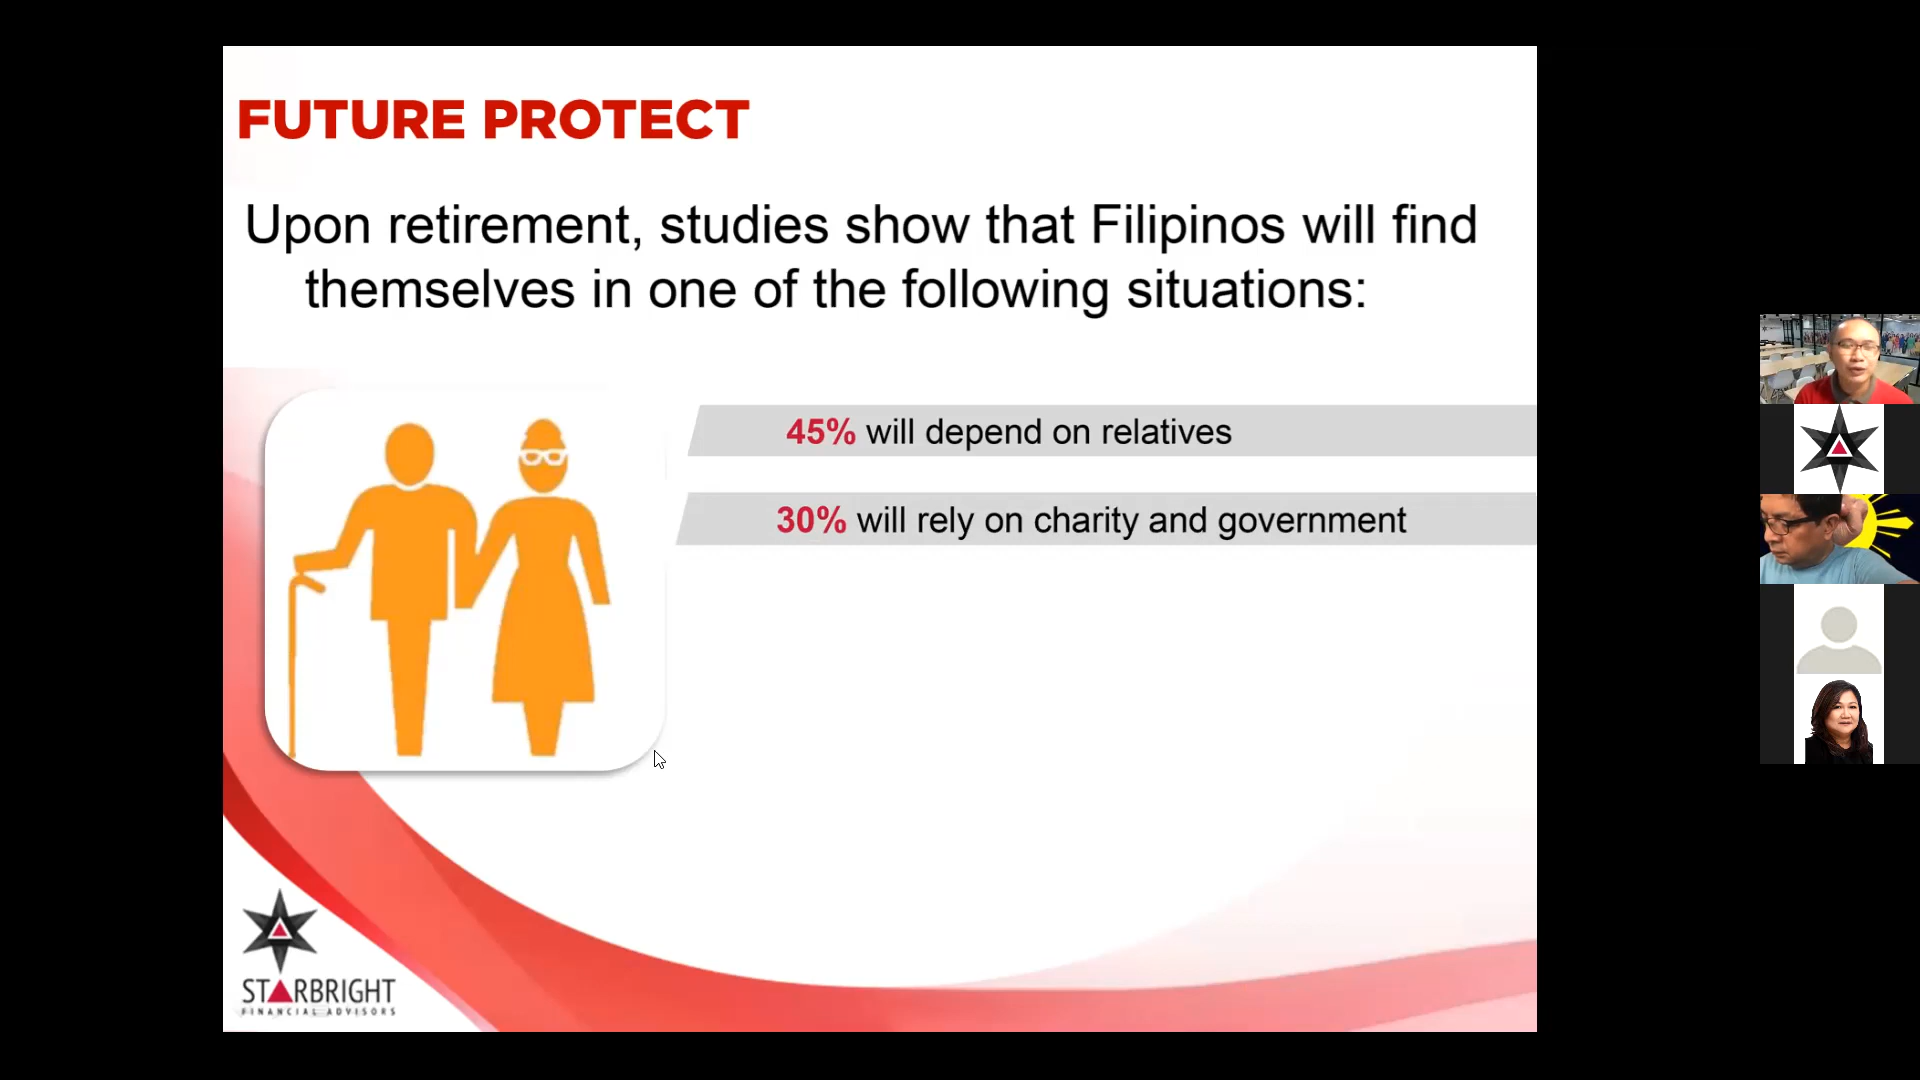 FUTURE PROTECT
Upon retirement, studies show that Filipinos will find
themselves in one of the following situations:
45% will depend on relatives
30% will rely on charity and government
STARBRIGHT
FINANCIAL ADVISORS